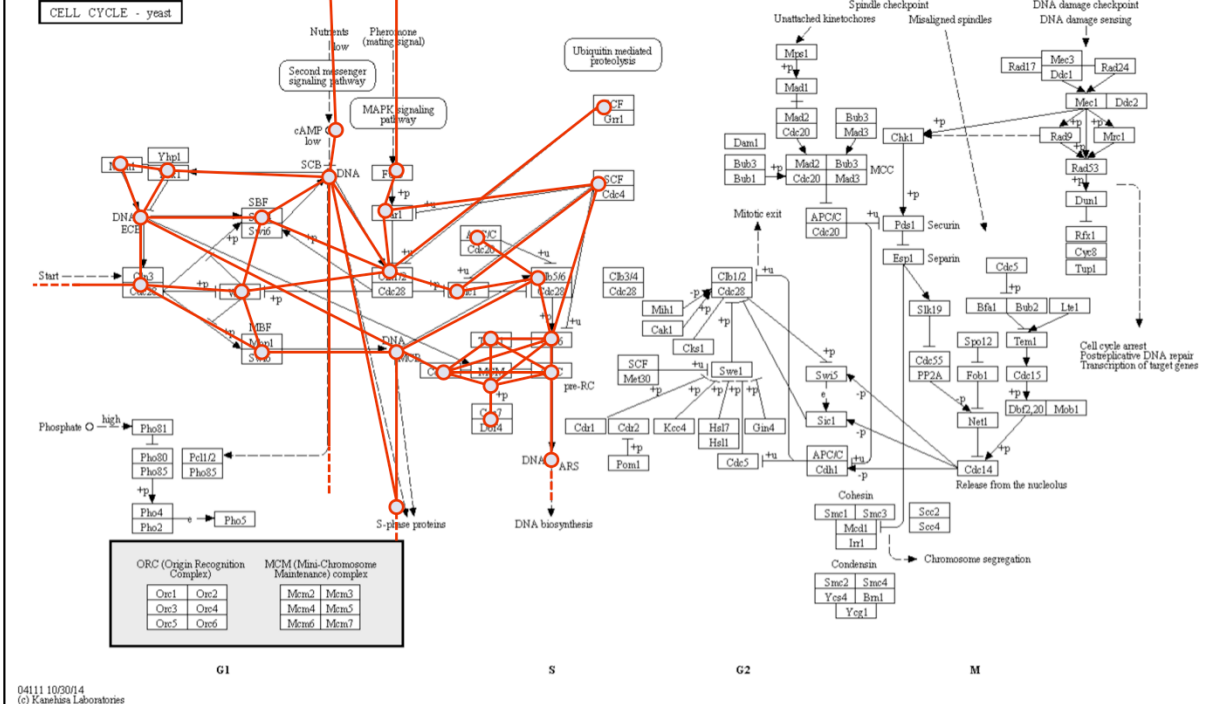 CELL CYCLE - yeast
Nutrients
low
Pheromone
(mating signal)
Second messenger
signaling pathway
MAPK signaling
pathway
cAMP
low
Ubiquitin mediated
proteolysis
Spindle checkpoint
Unattached kinetochores
Misaligned spindles
DNA damage checkpoint
DNA damage sensing
Mps1
+p
Mad1
Mad2
Cdc20
Bub3
Mad3
Dam1
Bub3
Bub1
+p
Mad2
Bub3
Cdc20
Mad3
MCC
Rad17
Mec3
Ddc1
Rad24
Mec1
Ddc2
+p
Chk1
+p
+p
+p
Rad9
Mrc1
Rad53
+p
Dun1
Rfx1
Cyc8
Tup1
Grr1
SCF
Cdc4
Yhp1
SCB
DNA
+p
+u
DNA
ECB
SBF
Swi6
+p
+p
+u
Cdc20
+u
+u
Mitotic exit
APC/C
Cdc20
+u
+p
Pds1
Securin
Esp1
Separin
Start
Cdc28
+p
+p
Cdc28
+p
Clb5/6
Cdc28
Clb3/4
Cdc28
Clb1/2
Cdc28
+u
-p
+p
Mih1
Cak1
Cks1
+p
Slk19
Cdc5
+p
Bfa1
Bub2
Lte1
Tem1
Spo12
Cdc55
PP2A
Fob1
Cdc15
+p
-p
Dbf2,20
Mob1
Net1
+p
Cdc14
Release from the nucleolus
Cell cycle arrest
Postreplicative DNA repair
Transcription of target genes
+p
MBF
DNA
MCB
+p
+u
MCM
pre-RC
+p
Dbf4
DNA
ARS
DNA biosynthesis
S-phase proteins
SCF
Met30
+u
Swe1
+p
+p
+p
+p
+p
Cdr1
Cdr2
Kcc4
Hsl7
Hsl1
Gin4
+p
Pom1
+p
Swi5
e
Sic1
-p
-p
Cdc5
+u
APC/C
Cdh1
+u
-p
Phosphate
high
Pho81
Pho80
Pho85
Pcl1/2
Pho85
+p
Pho4
Pho2
e
Pho5
Cohesin
Smc1
Smc3
Mcd1
Irr1
Scc2
Scc4
Chromosome segregation
Condensin
Smc2
Smc4
Ycs4
Brn1
Ycg1
ORC (Origin Recognition
Complex)
Orc1
Orc2
Orc3
Orc4
Orc5
Orc6
MCM (Mini-Chromosome
Maintenance) complex
Mcm2
Mcm3
Mcm4
Mcm5
Mcm6
Mcm7
G1
S
G2
M
04111 10/30/14
(c) Kanehisa Laboratories